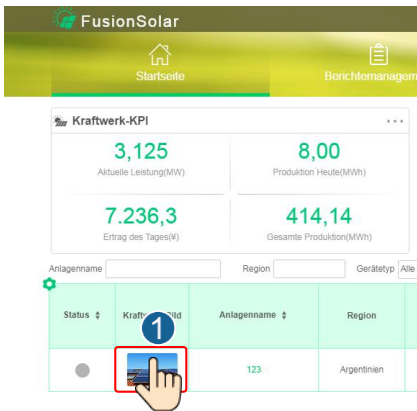 FusionSolar
Startseite
Berichtemanagem
Kraftwerk-KPI
...
3,125
8,00
Aktuelle Leistung(MW)
Produktion Heute(MWh)
7.236,3
414,14
Ertrag des Tages(¥)
Gesamte Produktion(MWh)
Anlagenname
Region
Gerätetyp
Alle
Status
Anlagenname
Region
1
123
Argentinien